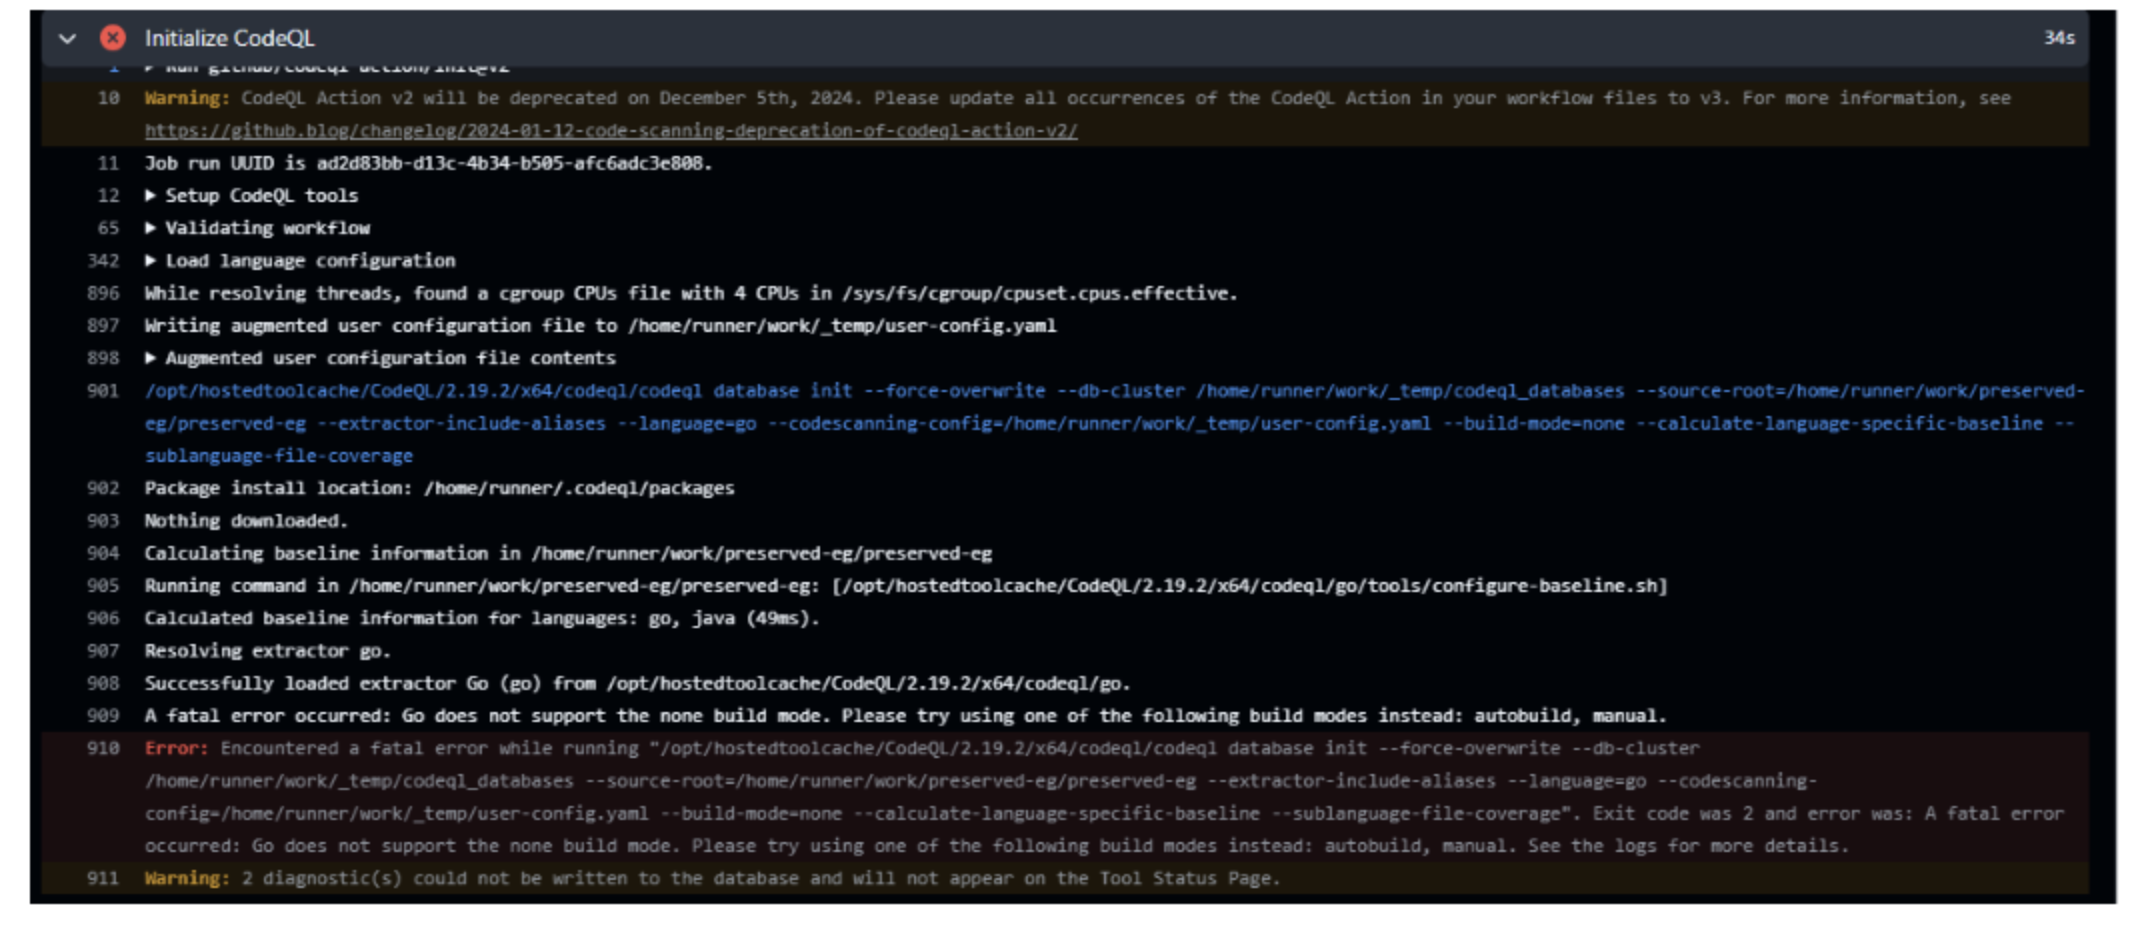 Initialize CodeQL
34s
1 ▶ Run github/codeql-action/init@v2
10 Warning: CodeQL Action v2 will be deprecated on December 5th, 2024. Please update all occurrences of the CodeQL Action in your workflow files to v3. For more information, see
https://github.blog/changelog/2024-01-12-code-scanning-deprecation-of-codeql-action-v2/
11 Job run UUID is ad2d83bb-d13c-4b34-b505-afc6adc3e808.
12 ▶ Setup CodeQL tools
65 ▶ Validating workflow
342 ▶ Load language configuration
896 While resolving threads, found a cgroup CPUs file with 4 CPUs in /sys/fs/cgroup/cpuset.cpus.effective.
897 Writing augmented user configuration file to /home/runner/work/_temp/user-config.yaml
898 ▶ Augmented user configuration file contents
901 /opt/hostedtoolcache/CodeQL/2.19.2/x64/codeql/codeql database init --force-overwrite --db-cluster /home/runner/work/_temp/codeql_databases --source-root=/home/runner/work/preserved-
eg/preserved-eg --extractor-include-aliases --language=go --codescanning-config=/home/runner/work/_temp/user-config.yaml --build-mode=none --calculate-language-specific-baseline --
sublanguage-file-coverage
902 Package install location: /home/runner/.codeql/packages
903 Nothing downloaded.
904 Calculating baseline information in /home/runner/work/preserved-eg/preserved-eg
905 Running command in /home/runner/work/preserved-eg/preserved-eg: [/opt/hostedtoolcache/CodeQL/2.19.2/x64/codeql/go/tools/configure-baseline.sh]
906 Calculated baseline information for languages: go, java (49ms).
907 Resolving extractor go.
908 Successfully loaded extractor Go (go) from /opt/hostedtoolcache/CodeQL/2.19.2/x64/codeql/go.
909 A fatal error occurred: Go does not support the none build mode. Please try using one of the following build modes instead: autobuild, manual.
910 Error: Encountered a fatal error while running "/opt/hostedtoolcache/CodeQL/2.19.2/x64/codeql/codeql database init --force-overwrite --db-cluster
/home/runner/work/_temp/codeql_databases --source-root=/home/runner/work/preserved-eg/preserved-eg --extractor-include-aliases --language=go --codescanning-
config=/home/runner/work/_temp/user-config.yaml --build-mode=none --calculate-language-specific-baseline --sublanguage-file-coverage". Exit code was 2 and error was: A fatal error
occurred: Go does not support the none build mode. Please try using one of the following build modes instead: autobuild, manual. See the logs for more details.
911 Warning: 2 diagnostic(s) could not be written to the database and will not appear on the Tool Status Page.